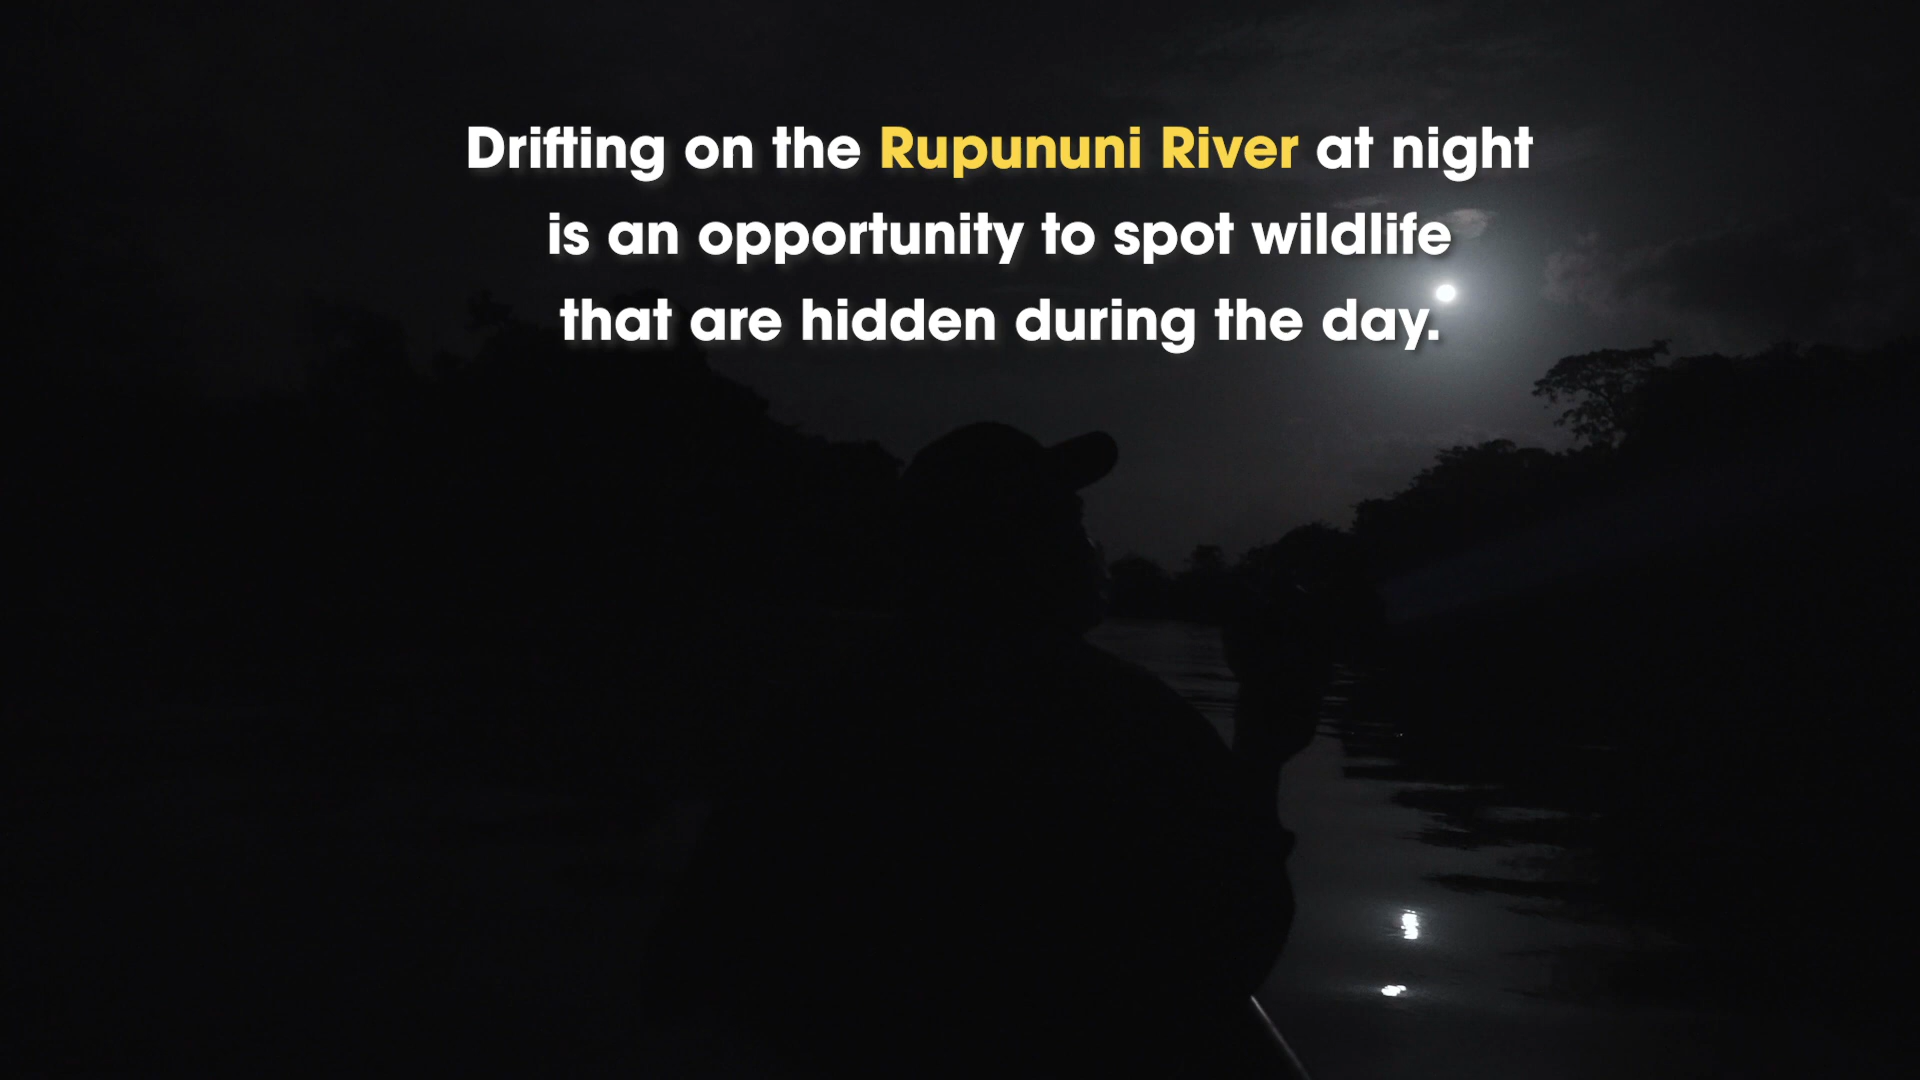 Drifting on the Rupununi River at night
is an opportunity to spot wildlife
that are hidden during the day.